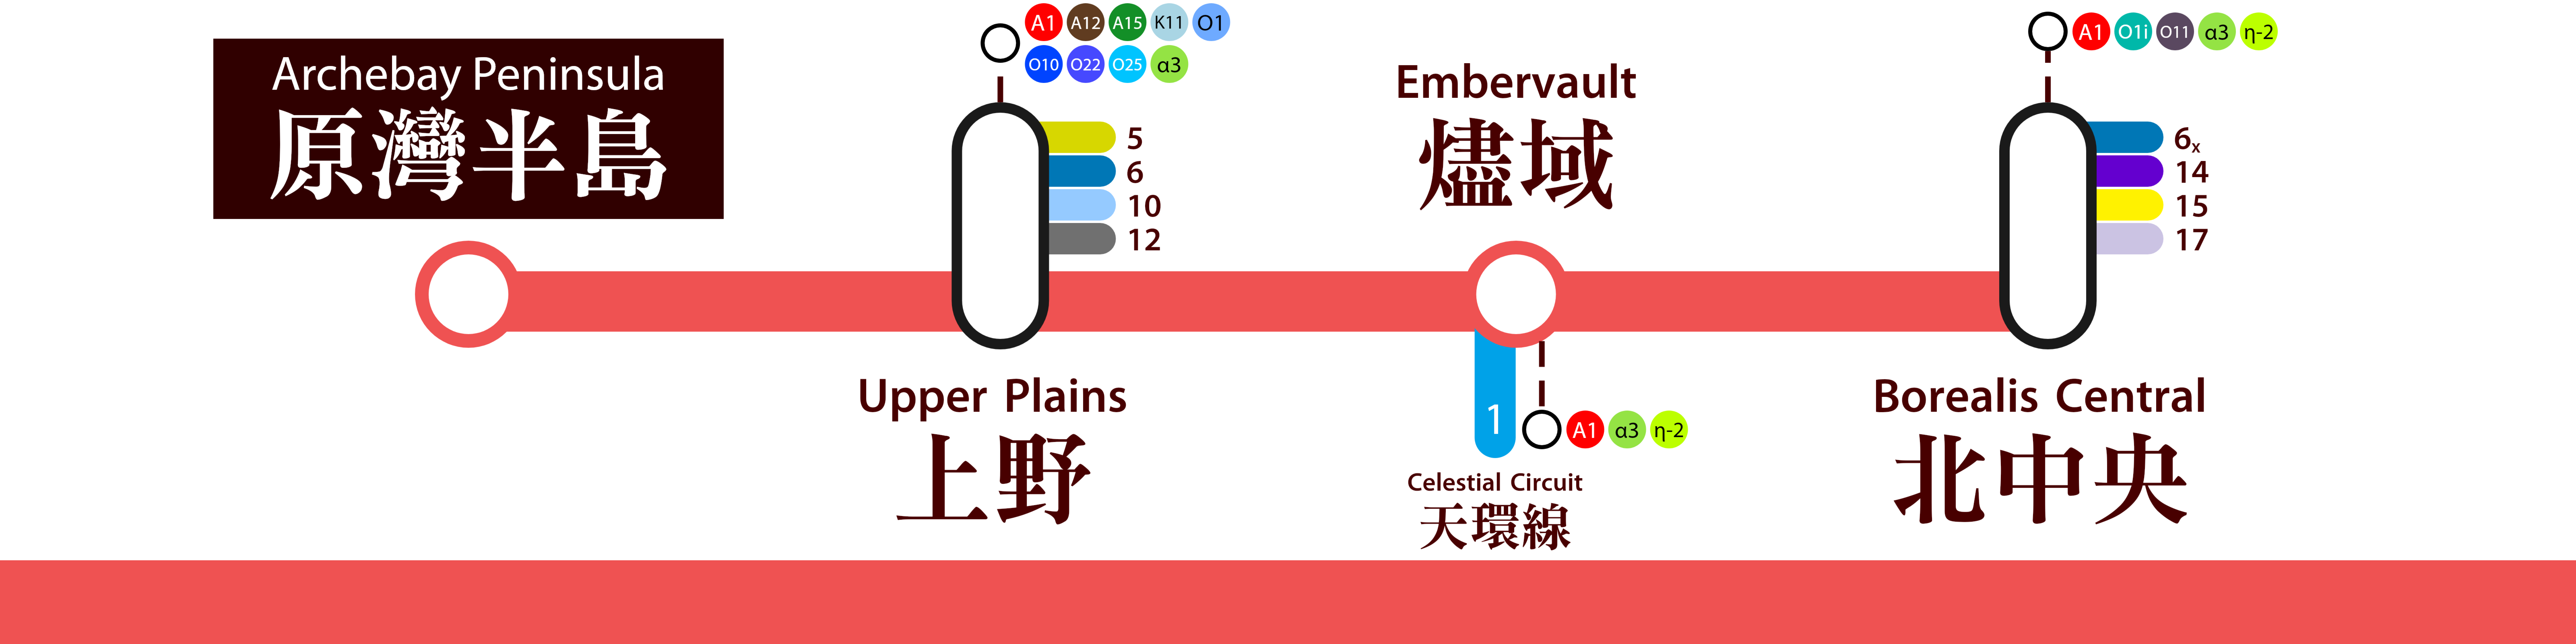 Archebay Peninsula
原灣半島
A1 A12 A15 K11 O1
O10 O22 O25 α3
5
6
10
12
Upper Plains
上野
Embervault
燼域
1
A1 α3 η-2
Celestial Circuit
天環線
A1 O1i O11 α3 η-2
6x
14
15
17
Borealis Central
北中央